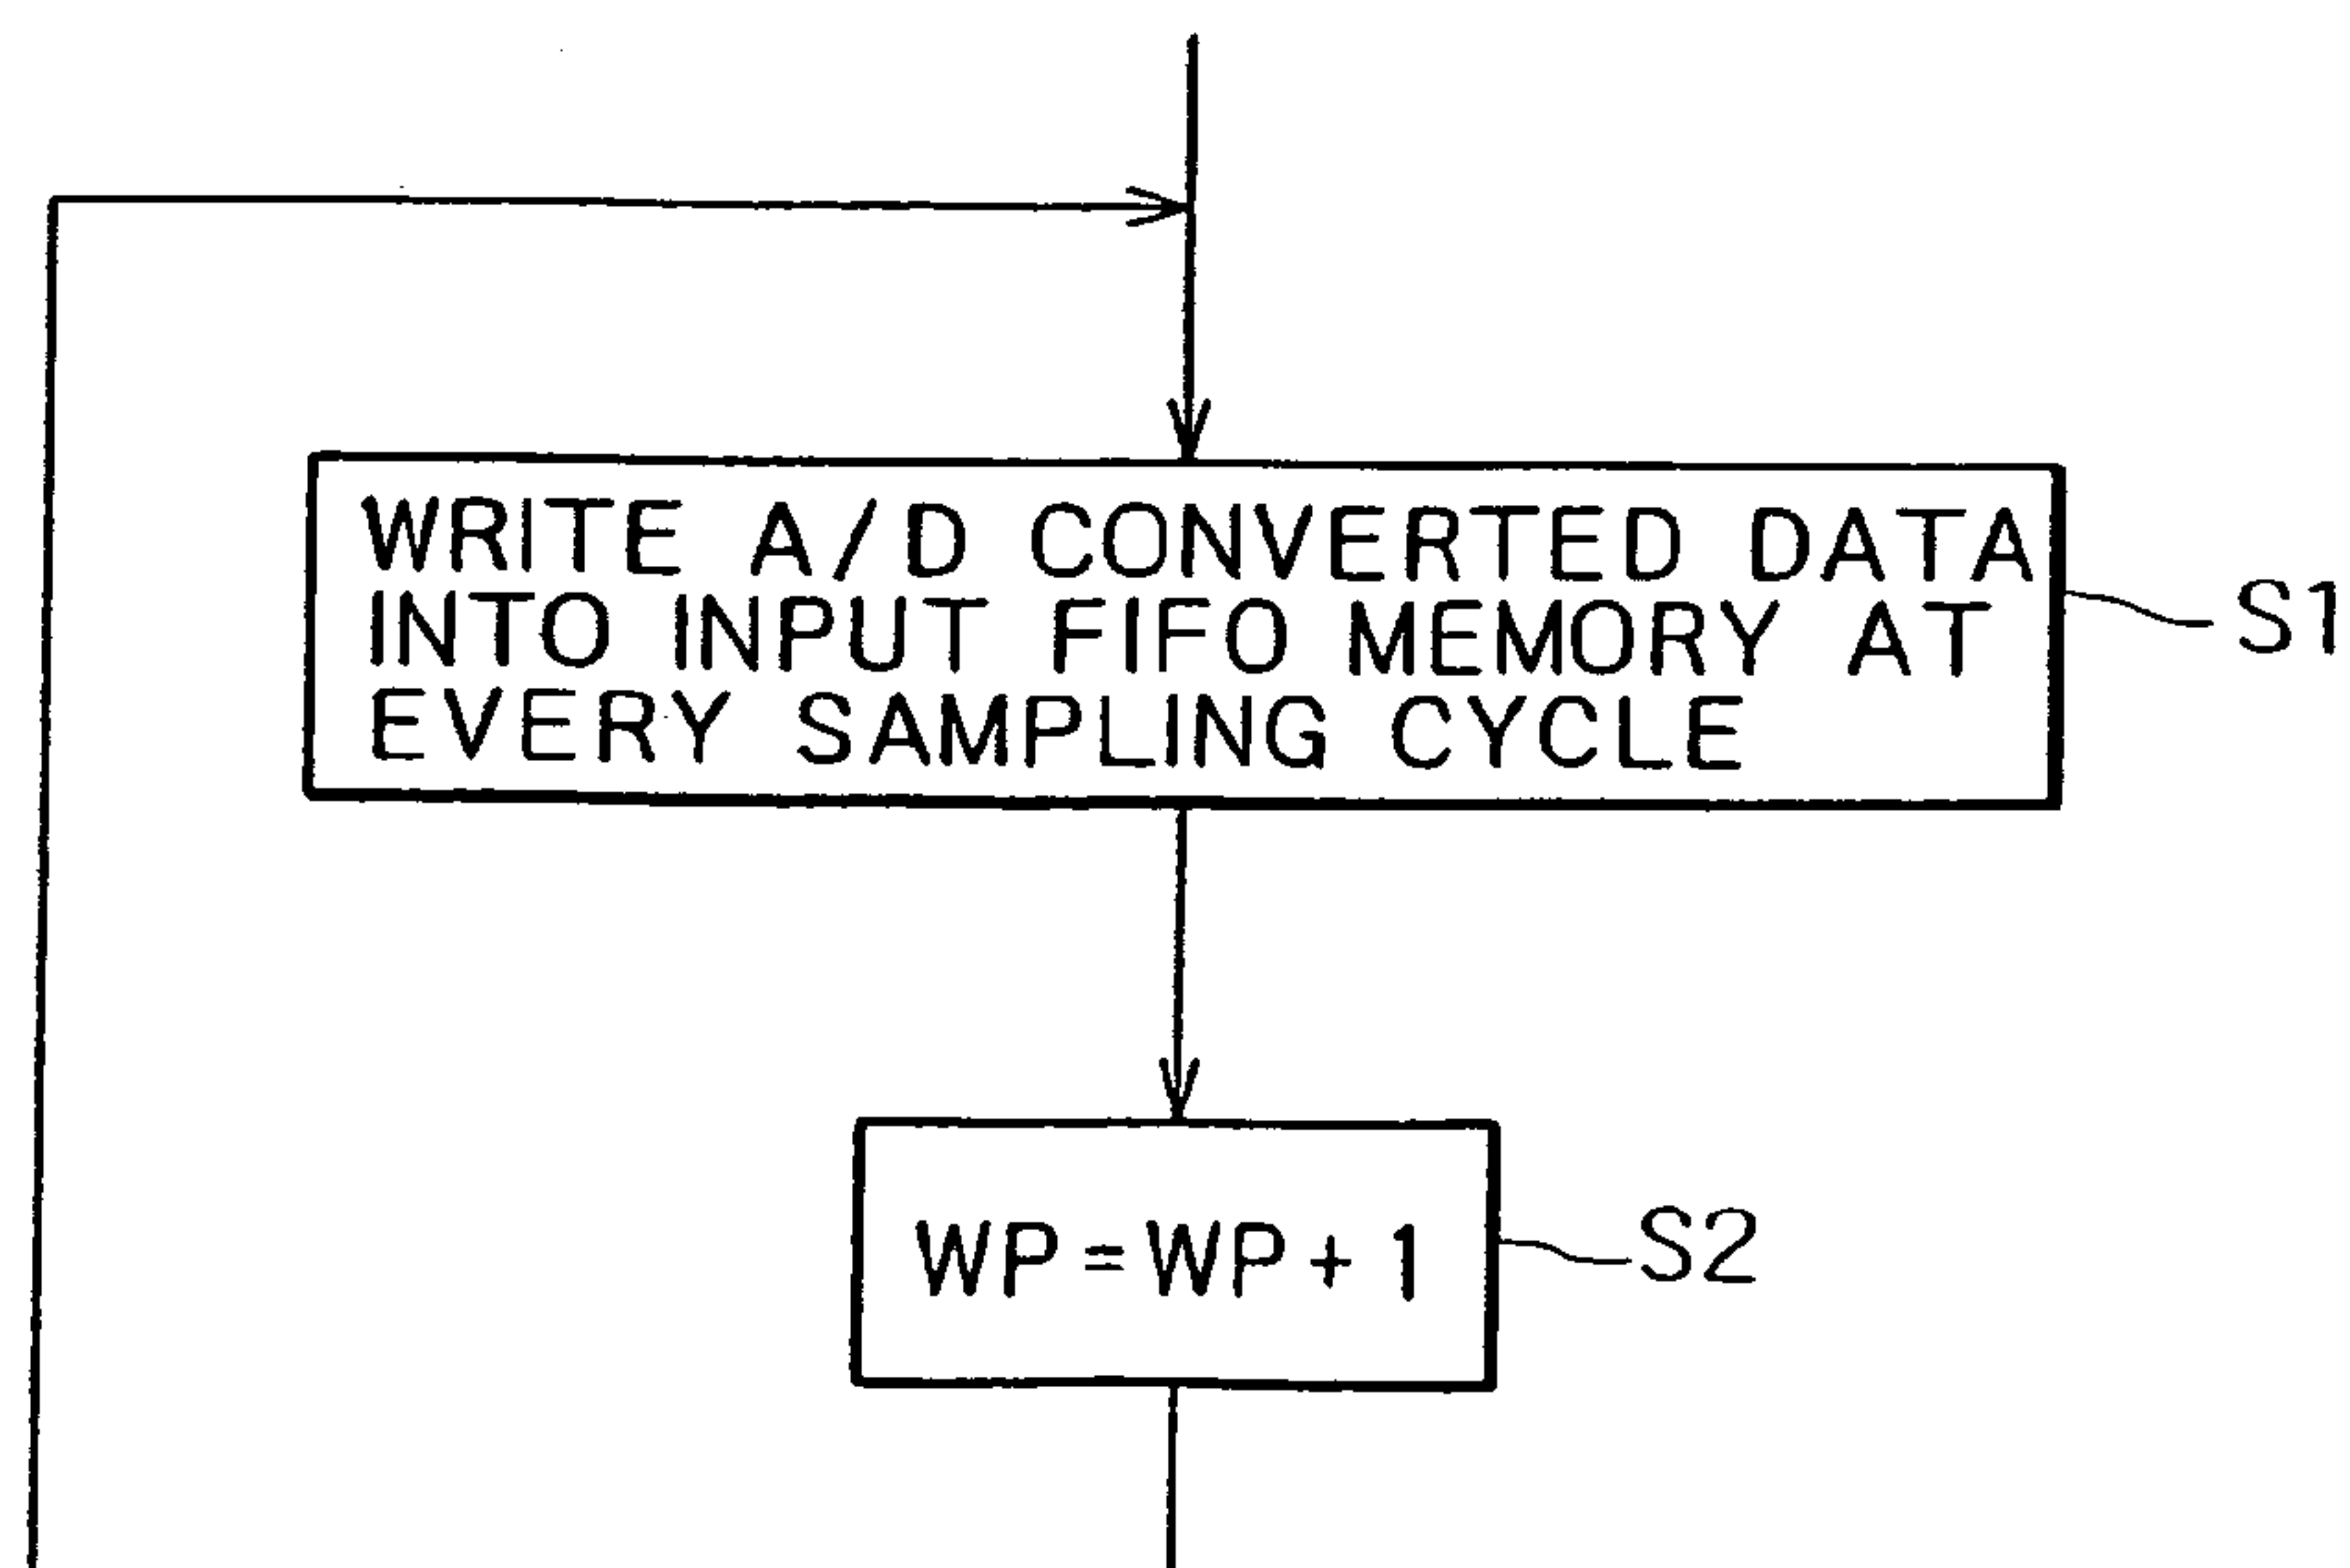 WRITE A/D CONVERTED DATA
INTO INPUT FIFO MEMORY AT
EVERY SAMPLING CYCLE
S1
WP=WP+1
S2